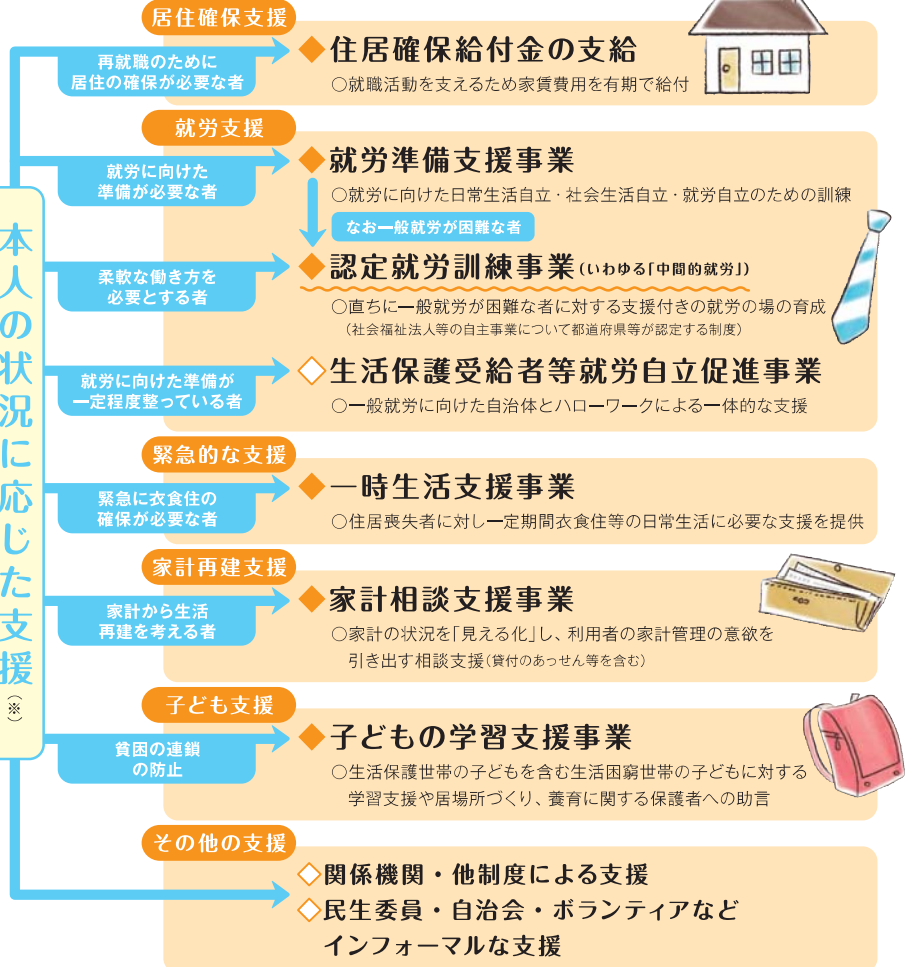 本人の状況に応じた支援
(※)
居住確保支援
再就職のために
居住の確保が必要な者
◆住居確保給付金の支給
○就職活動を支えるため家賃費用を有期で給付
就労支援
就労に向けた
準備が必要な者
◆就労準備支援事業
○就労に向けた日常生活自立・社会生活自立・就労自立のための訓練
なお一般就労が困難な者
柔軟な働き方を
必要とする者
◆認定就労訓練事業(いわゆる「中間的就労」)
○直ちに一般就労が困難な者に対する支援付きの就労の場の育成
(社会福祉法人等の自主事業について都道府県等が認定する制度)
就労に向けた準備が
一定程度整っている者
◇生活保護受給者等就労自立促進事業
○一般就労に向けた自治体とハローワークによる一体的な支援
緊急的な支援
緊急に衣食住の
確保が必要な者
◆一時生活支援事業
○住居喪失者に対し一定期間衣食住等の日常生活に必要な支援を提供
家計再建支援
家計から生活
再建を考える者
◆家計相談支援事業
○家計の状況を「見える化」し、利用者の家計管理の意欲を
引き出す相談支援(貸付のあっせん等を含む)
子ども支援
貧困の連鎖
の防止
◆子どもの学習支援事業
○生活保護世帯の子どもを含む生活困窮世帯の子どもに対する
学習支援や居場所づくり、養育に関する保護者への助言
その他の支援
◇関係機関・他制度による支援
◇民生委員・自治会・ボランティアなど
インフォーマルな支援